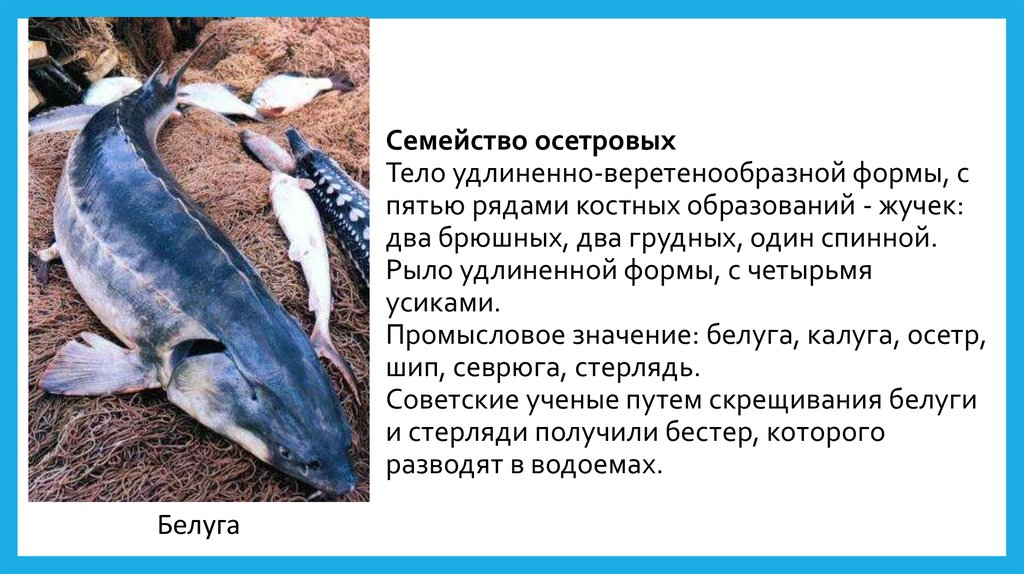 Семейство осетровых
Тело удлиненно-веретенообразной формы, с
пятью рядами костных образований - жучек:
два брюшных, два грудных, один спинной.
Рыло удлиненной формы, с четырьмя
усиками.
Промысловое значение: белуга, калуга, осетр,
шип, севрюга, стерлядь.
Советские ученые путем скрещивания белуги
и стерляди получили бестер, которого
разводят в водоемах.
Белуга